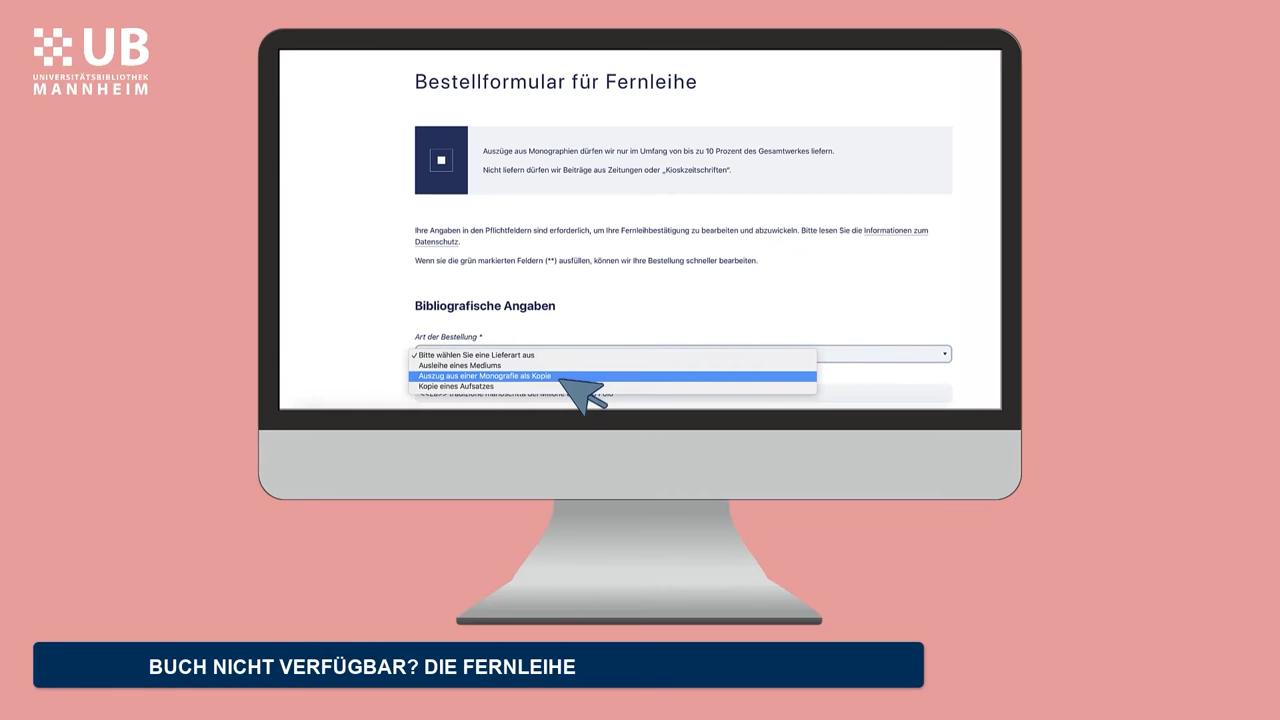 UB
UNIVERSITÄTSBIBLIOTHEK
MANNHEIM
Bestellformular für Fernleihe
Auszüge aus Monographien dürfen wir nur im Umfang von bis zu 10 Prozent des Gesamtwerkes liefern.
Nicht liefern dürfen wir Beiträge aus Zeitungen oder „Kioskzeitschriften“.
Ihre Angaben in den Pflichtfeldern sind erforderlich, um Ihre Fernleihbestätigung zu bearbeiten und abzuwickeln. Bitte lesen Sie die Informationen zum
Datenschutz.
Wenn sie die grün markierten Feldern (**) ausfüllen, können wir Ihre Bestellung schneller bearbeiten.
Bibliografische Angaben
Art der Bestellung *
✓ Bitte wählen Sie eine Lieferart aus
Ausleihe eines Mediums
Auszug aus einer Monografie als Kopie
Kopie eines Aufsatzes
BUCH NICHT VERFÜGBAR? DIE FERNLEIHE